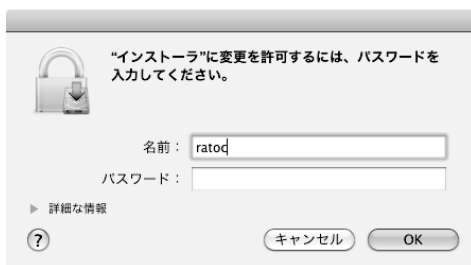 “インストーラ”に変更を許可するには、パスワードを
入力してください。
名前： ratoc
パスワード：
▶ 詳細な情報
? キャンセル OK